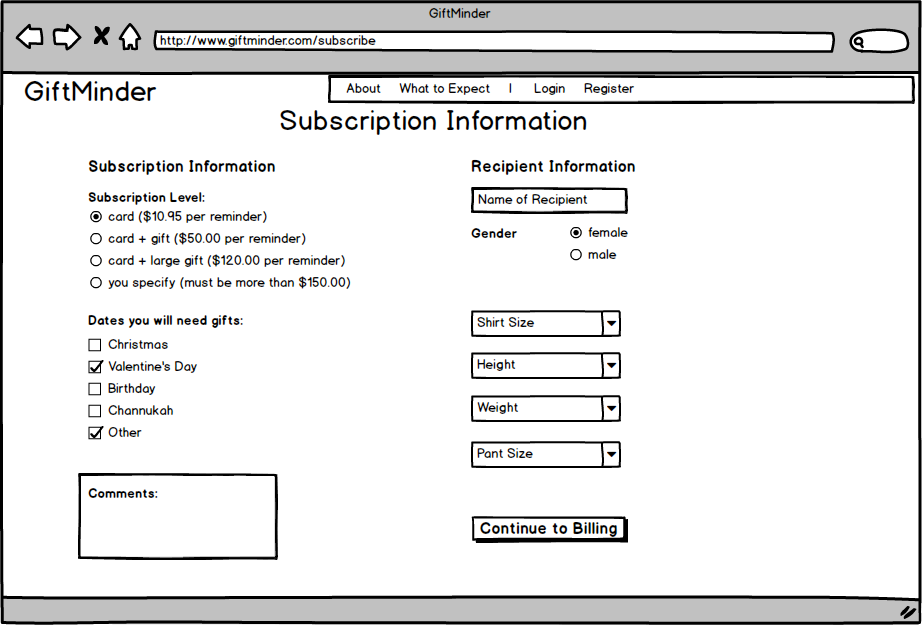 GiftMinder
http://www.giftminder.com/subscribe
GiftMinder
About What to Expect | Login Register
Subscription Information
Subscription Information
Subscription Level:
card ($10.95 per reminder)
card + gift ($50.00 per reminder)
card + large gift ($120.00 per reminder)
you specify (must be more than $150.00)
Dates you will need gifts:
Christmas
Valentine's Day
Birthday
Channukah
Other
Comments:
Recipient Information
Name of Recipient
Gender
female
male
Shirt Size
Height
Weight
Pant Size
Continue to Billing